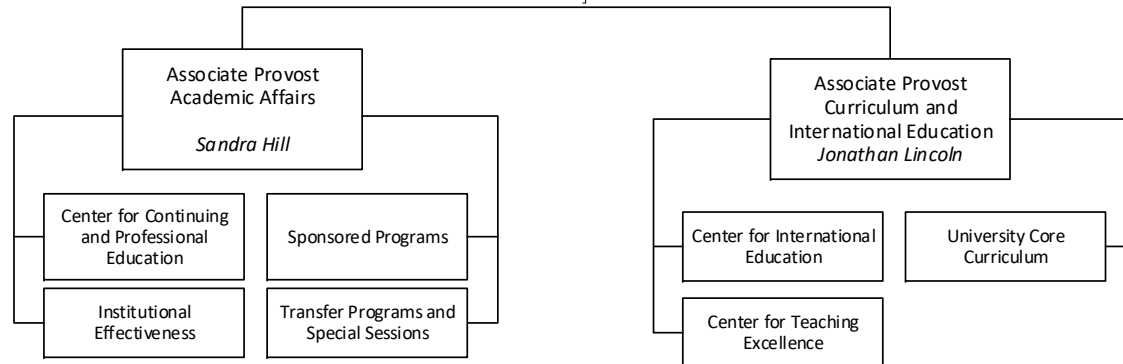 Associate Provost
Academic Affairs
Sandra Hill
Center for Continuing
and Professional
Education
Sponsored Programs
Institutional
Effectiveness
Transfer Programs and
Special Sessions
Associate Provost
Curriculum and
International Education
Jonathan Lincoln
Center for International
Education
University Core
Curriculum
Center for Teaching
Excellence